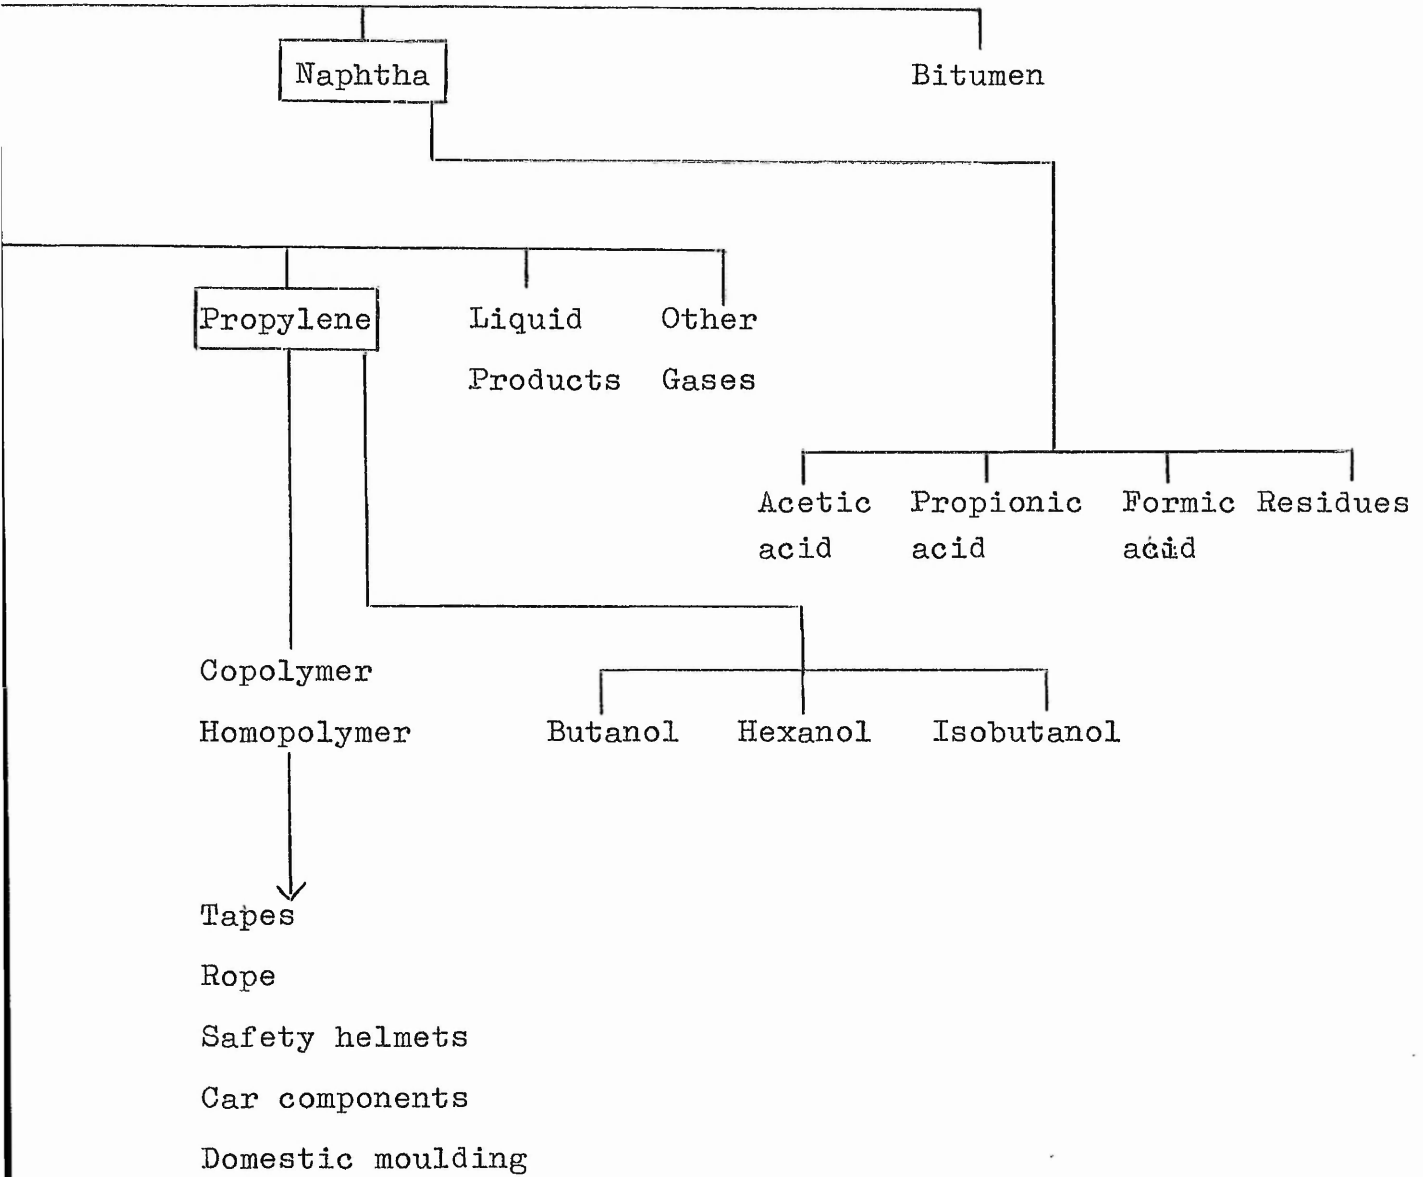 Naphtha
Bitumen
Propylene
Liquid
Products
Other
Gases
Acetic
acid
Propionic
acid
Formic
acid
Residues
Copolymer
Homopolymer
Butanol
Hexanol
Isobutanol
Tapes
Rope
Safety helmets
Car components
Domestic moulding